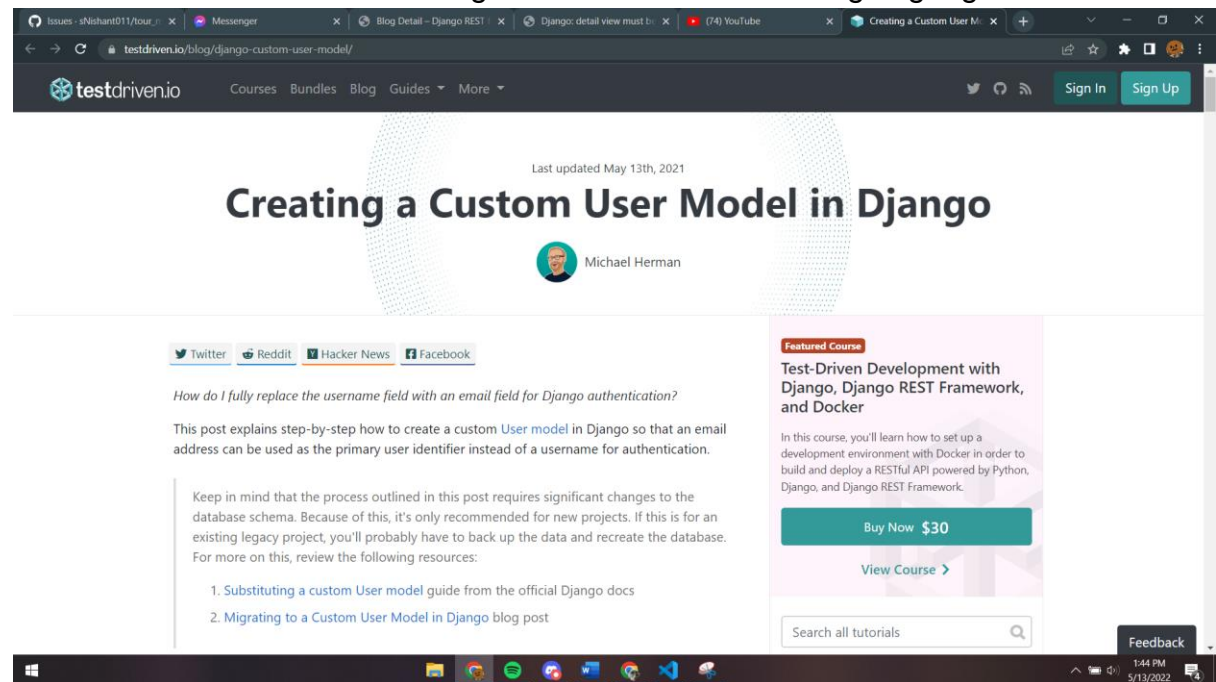 Issues · sNishant011/tour_n
Messenger
Blog Detail – Django REST
Django: detail view must b
(74) YouTube
Creating a Custom User Mo
testdriven.io/blog/django-custom-user-model/
testdriven.io
Courses Bundles Blog Guides More
Sign In Sign Up
Last updated May 13th, 2021
Creating a Custom User Model in Django
Michael Herman
Twitter Reddit Hacker News Facebook
How do I fully replace the username field with an email field for Django authentication?
This post explains step-by-step how to create a custom User model in Django so that an email
address can be used as the primary user identifier instead of a username for authentication.
Keep in mind that the process outlined in this post requires significant changes to the
database schema. Because of this, it's only recommended for new projects. If this is for an
existing legacy project, you'll probably have to back up the data and recreate the database.
For more on this, review the following resources:
1. Substituting a custom User model guide from the official Django docs
2. Migrating to a Custom User Model in Django blog post
Featured Course
Test-Driven Development with
Django, Django REST Framework,
and Docker
In this course, you'll learn how to set up a
development environment with Docker in order to
build and deploy a RESTful API powered by Python,
Django, and Django REST Framework.
Buy Now $30
View Course
Search all tutorials
Feedback
1:44 PM
5/13/2022
4